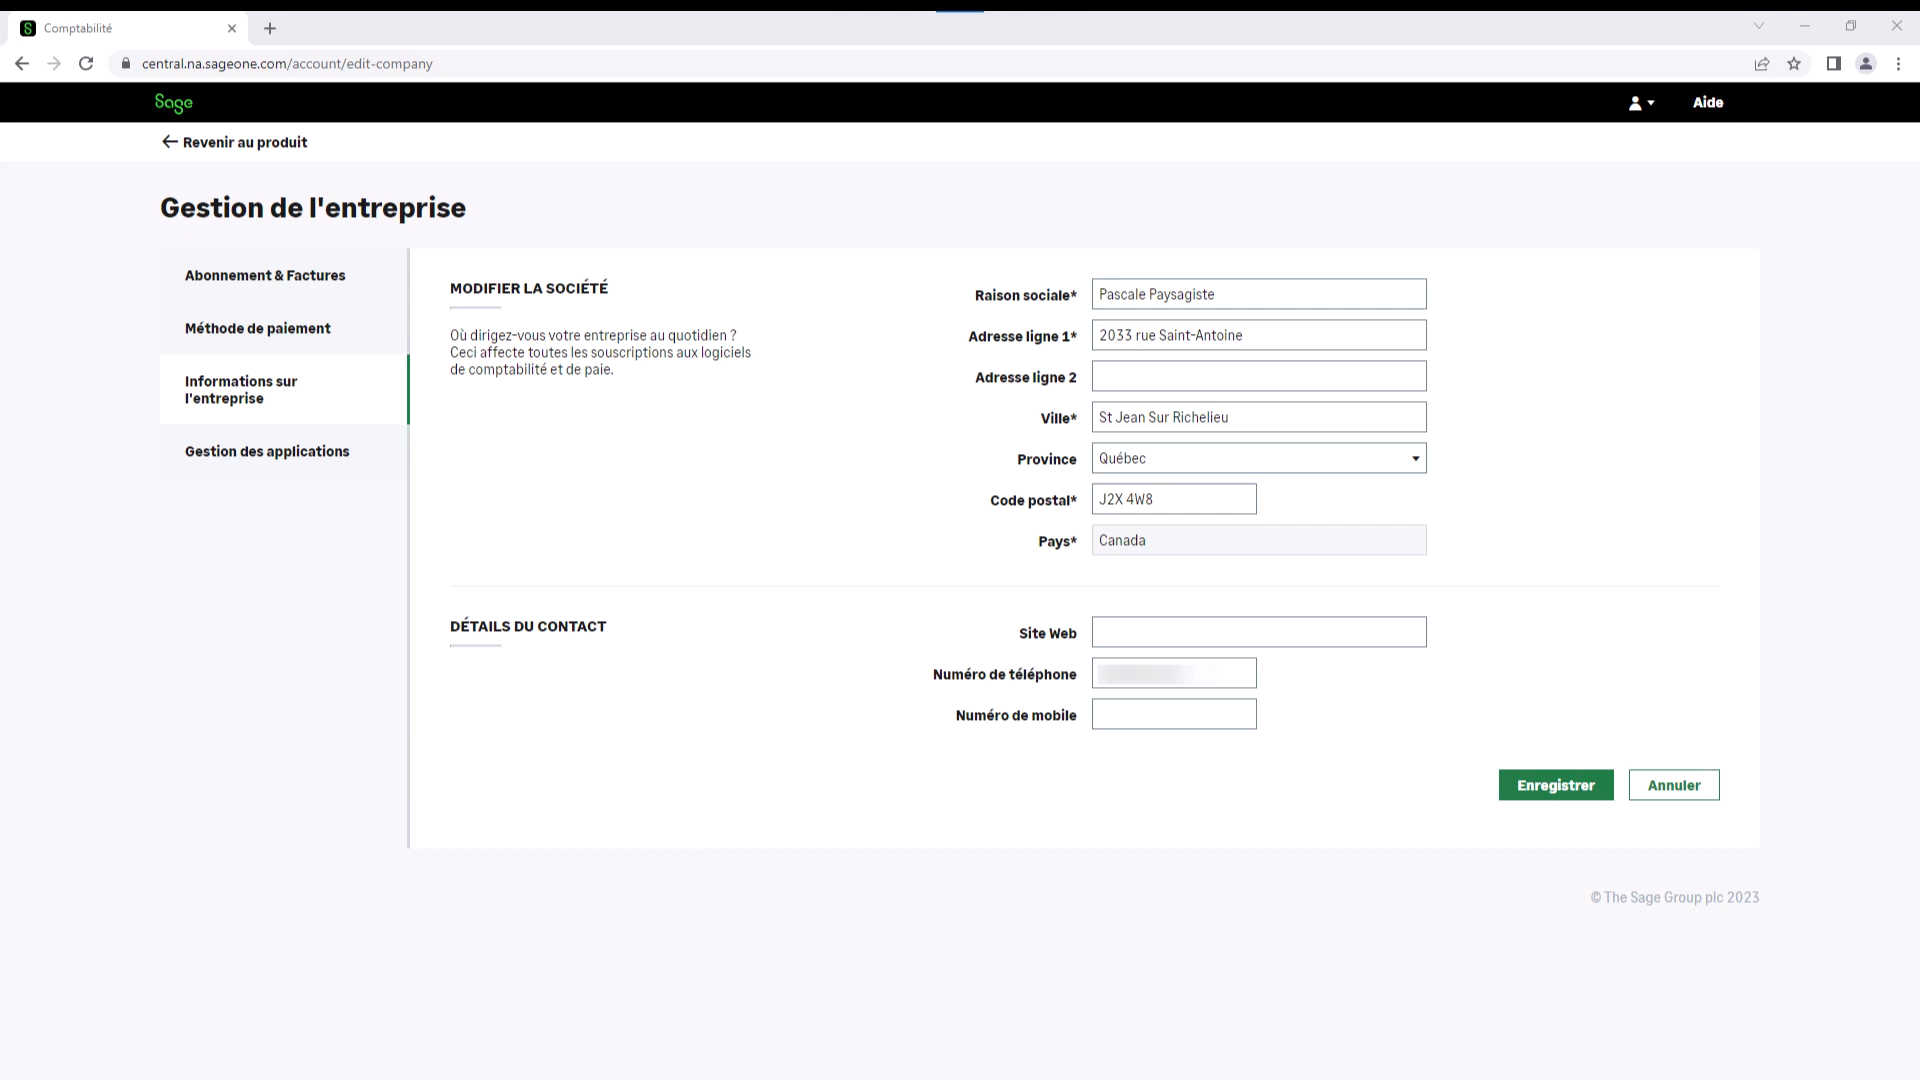 Comptabilité
central.na.sageone.com/account/edit-company
Sage
Aide
Revenir au produit
Gestion de l'entreprise
Abonnement & Factures
Méthode de paiement
Informations sur
l'entreprise
Gestion des applications
MODIFIER LA SOCIÉTÉ
Où dirigez-vous votre entreprise au quotidien ?
Ceci affecte toutes les souscriptions aux logiciels
de comptabilité et de paie.
Raison sociale* Pascale Paysagiste
Adresse ligne 1* 2033 rue Saint-Antoine
Adresse ligne 2
Ville* St Jean Sur Richelieu
Province Québec
Code postal* J2X 4W8
Pays* Canada
DÉTAILS DU CONTACT
Site Web
Numéro de téléphone
Numéro de mobile
Enregistrer Annuler
© The Sage Group plc 2023